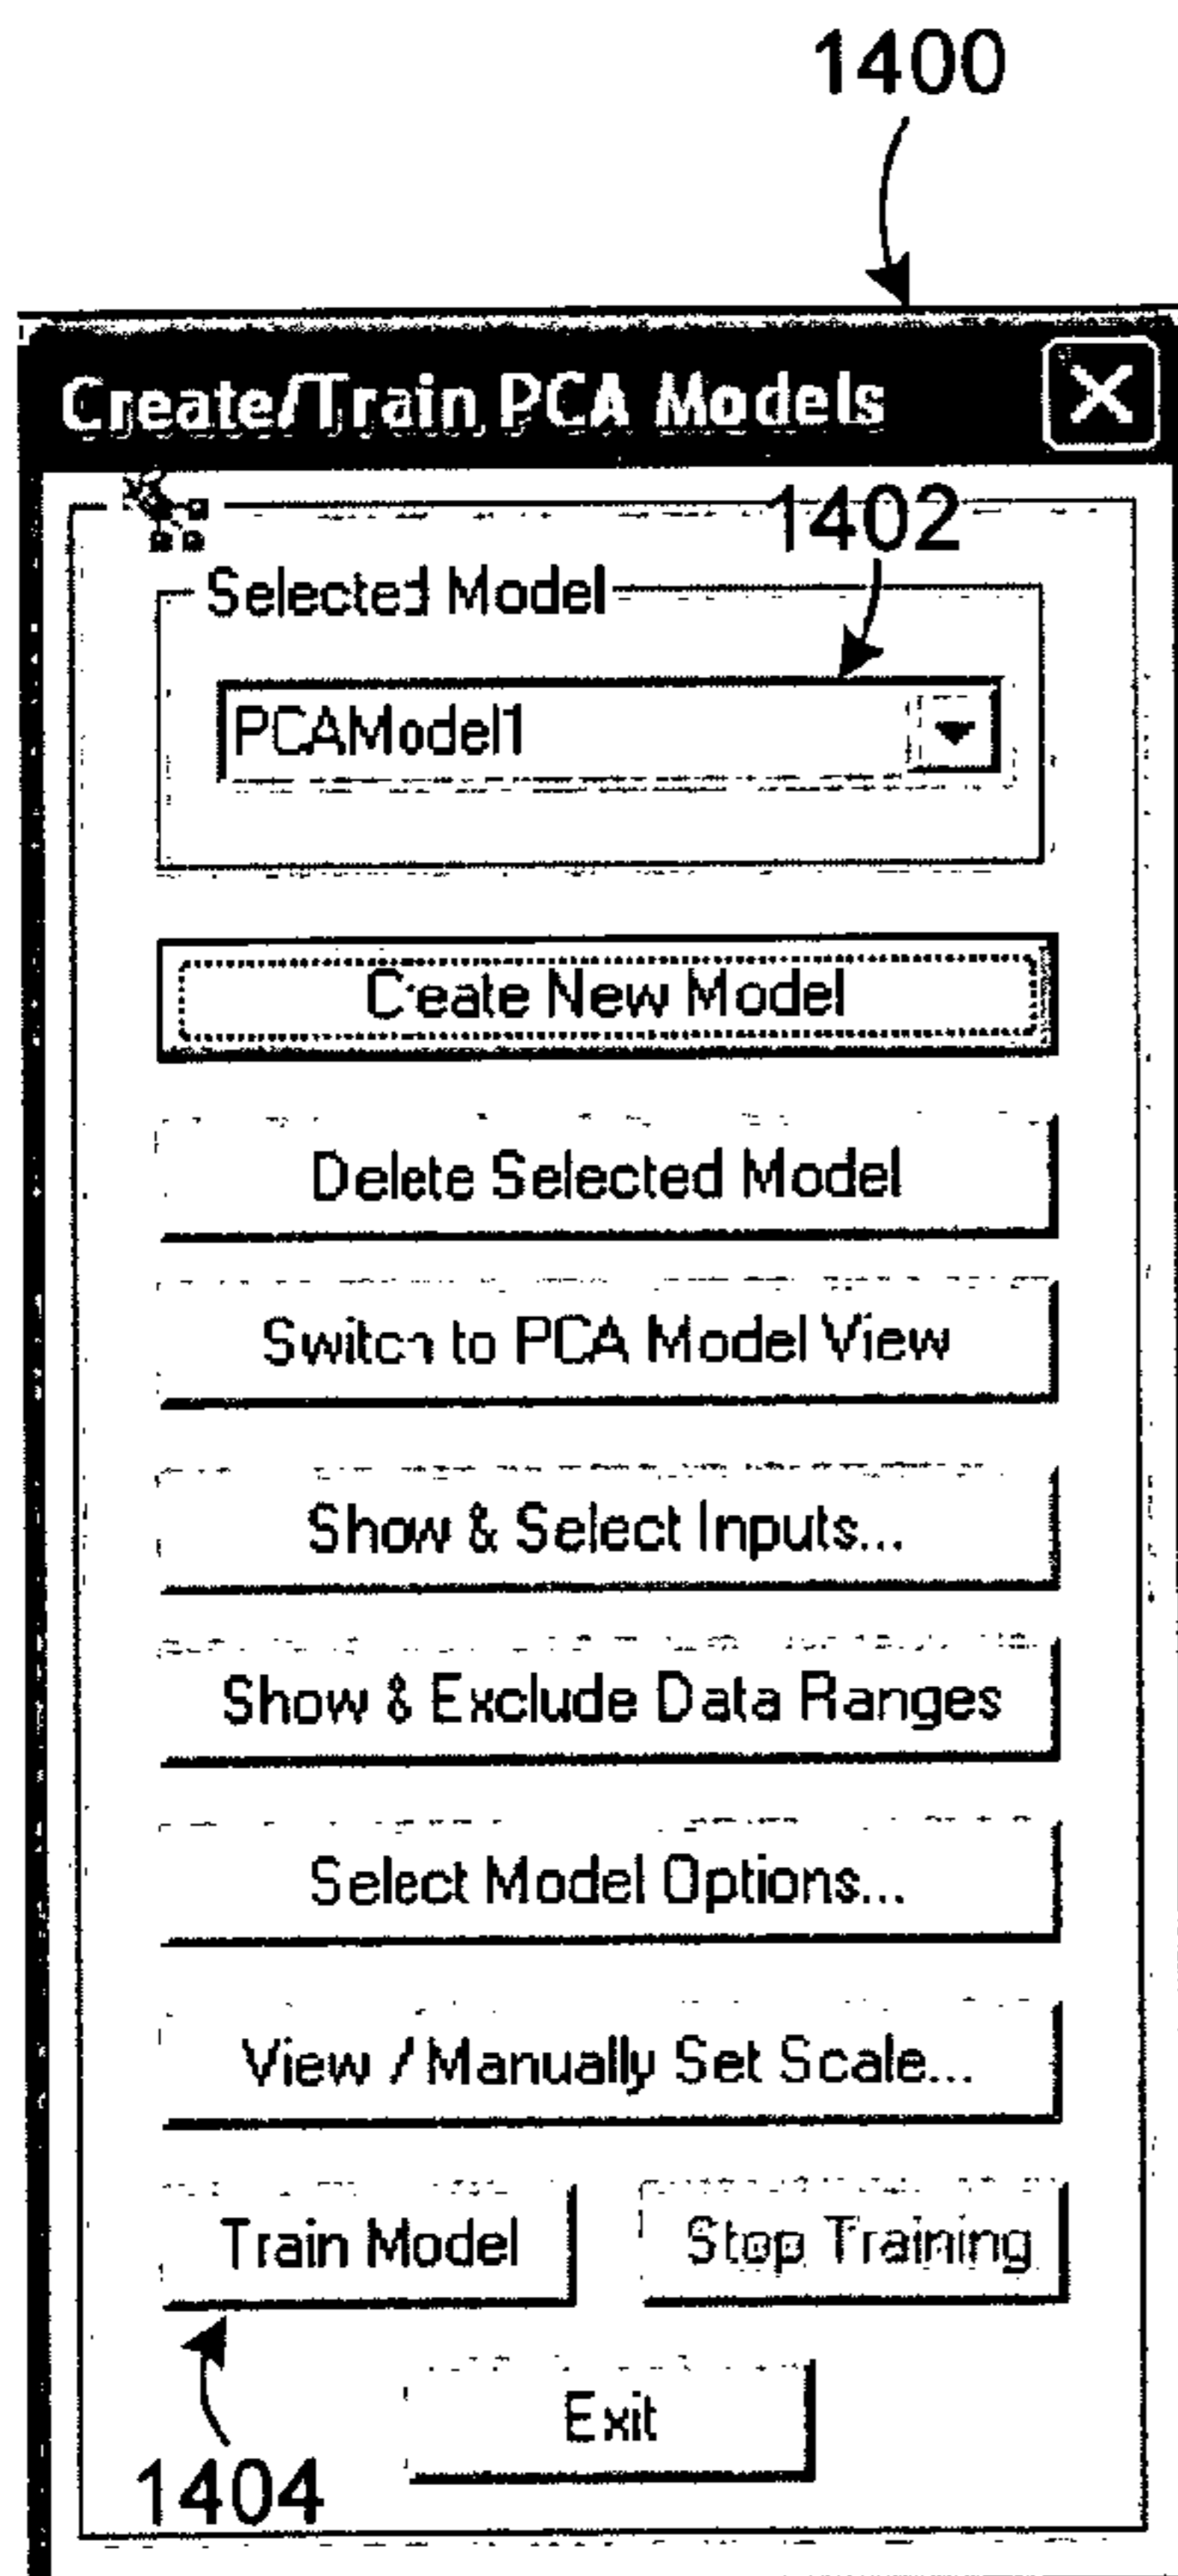 1400
Create/Train PCA Models
1402
Selected Model
PCAModel1
Create New Model
Delete Selected Model
Switch to PCA Model View
Show & Select Inputs...
Show & Exclude Data Ranges
Select Model Options...
View / Manually Set Scale...
Train Model Stop Training
Exit
1404